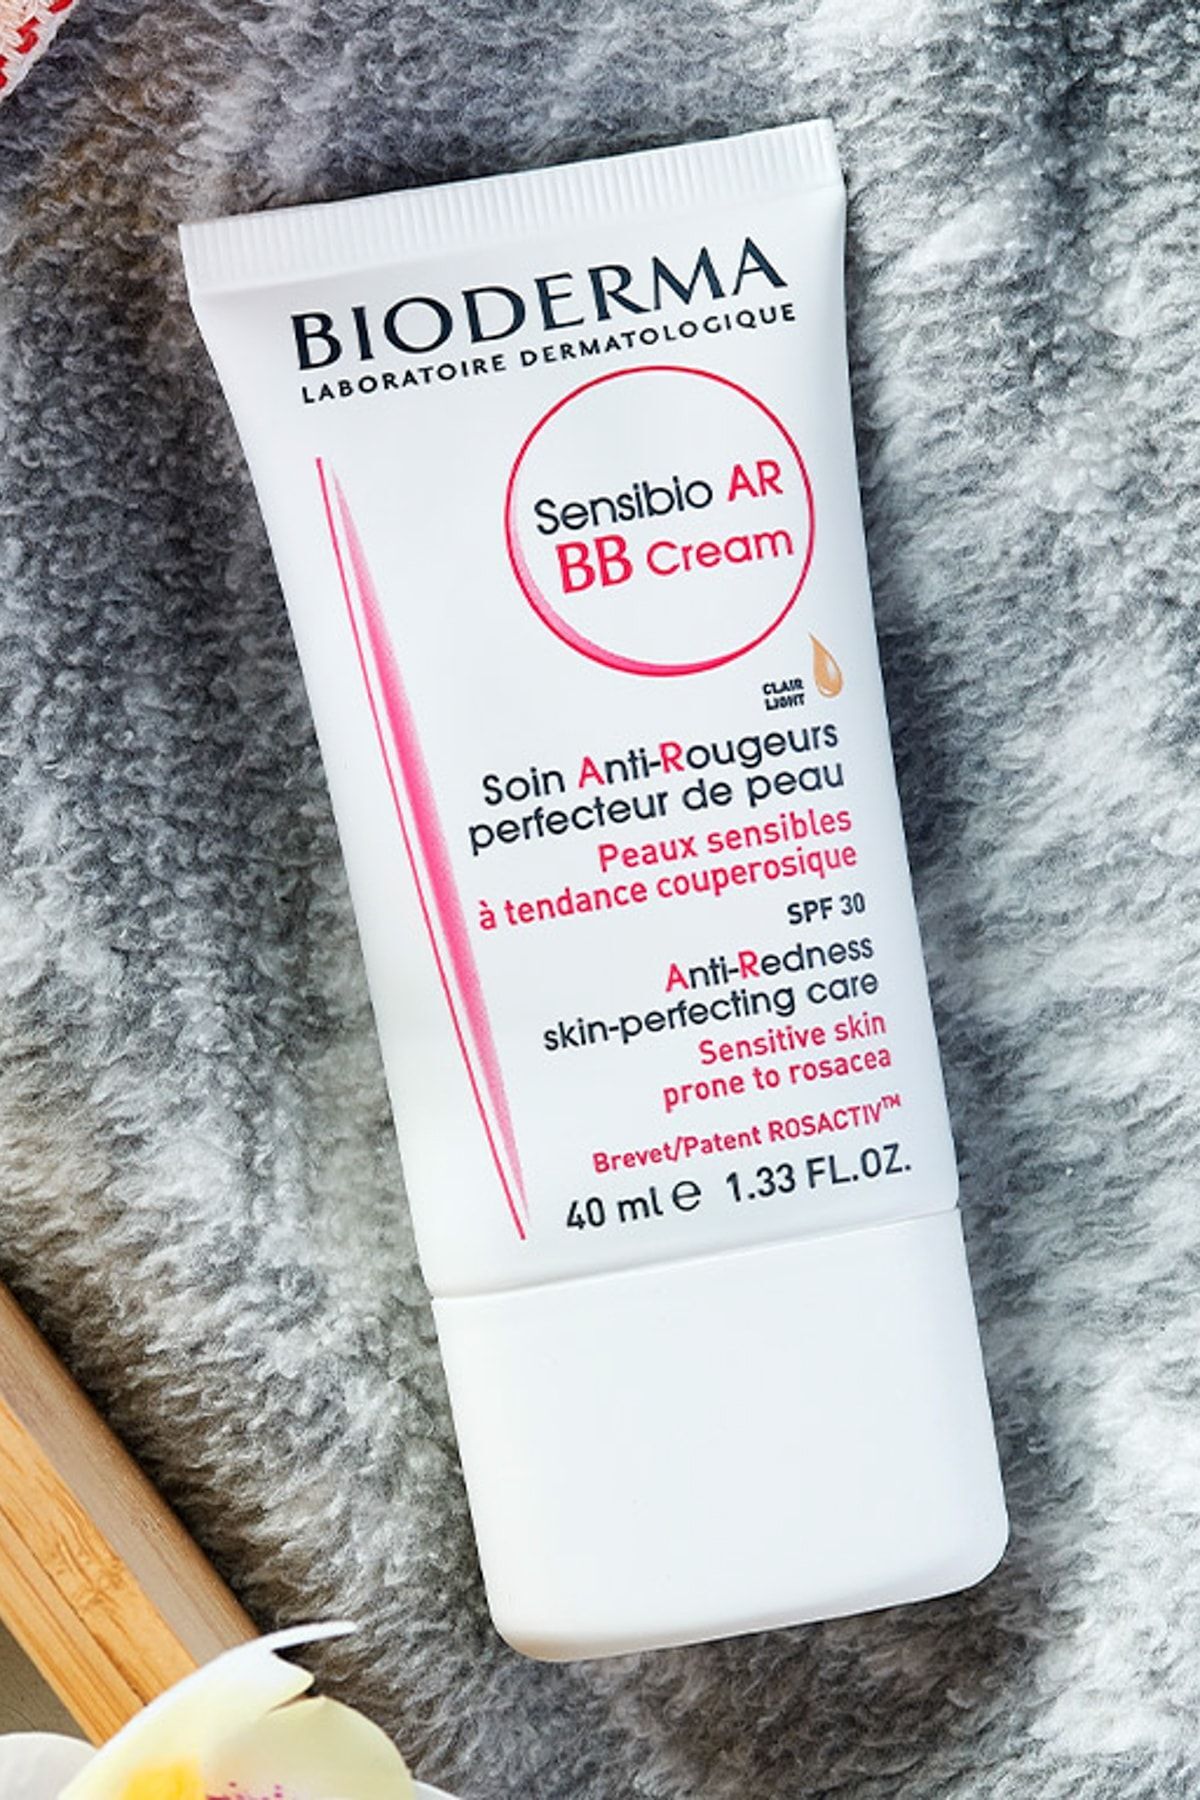 BIODERMA
LABORATOIRE DERMATOLOGIQUE
Sensibio AR
BB Cream
CLAIR
LIGHT
Soin Anti-Rougeurs
perfecteur de peau
Peaux sensibles
à tendance couperosique
SPF 30
Anti-Redness
skin-perfecting care
Sensitive skin
prone to rosacea
Brevet/Patent ROSACTIV™
40 ml e 1.33 FL.OZ.